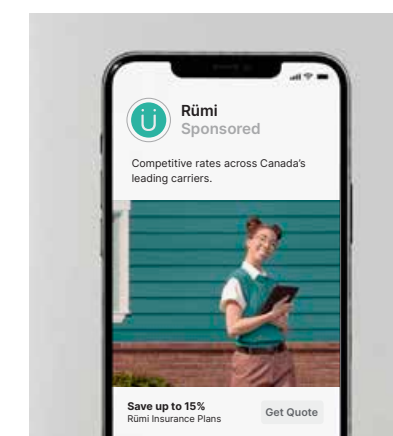 Ü
Rümi
Sponsored
Competitive rates across Canada's
leading carriers.
Save up to 15%
Rümi Insurance Plans
Get Quote